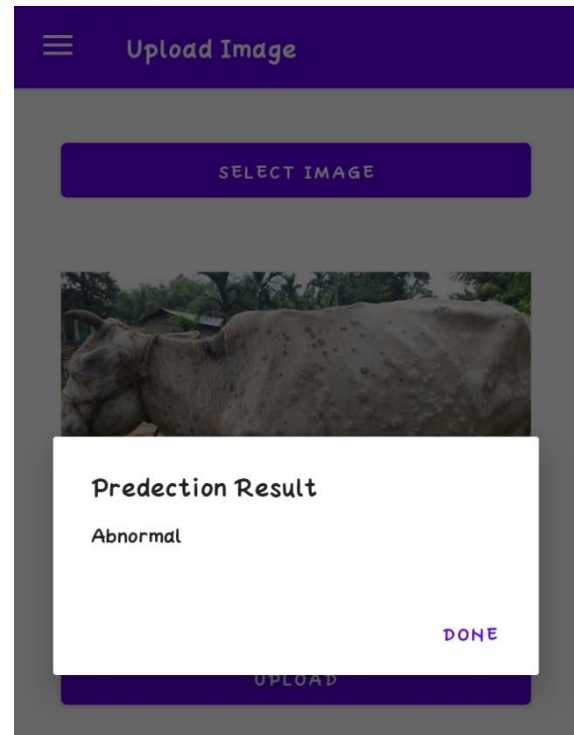 Upload Image
SELECT IMAGE
Predection Result
Abnormal
DONE
UPLOAD